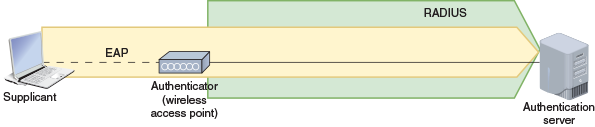 RADIUS
EAP
Supplicant
Authenticator
(wireless
access point)
Authentication
server